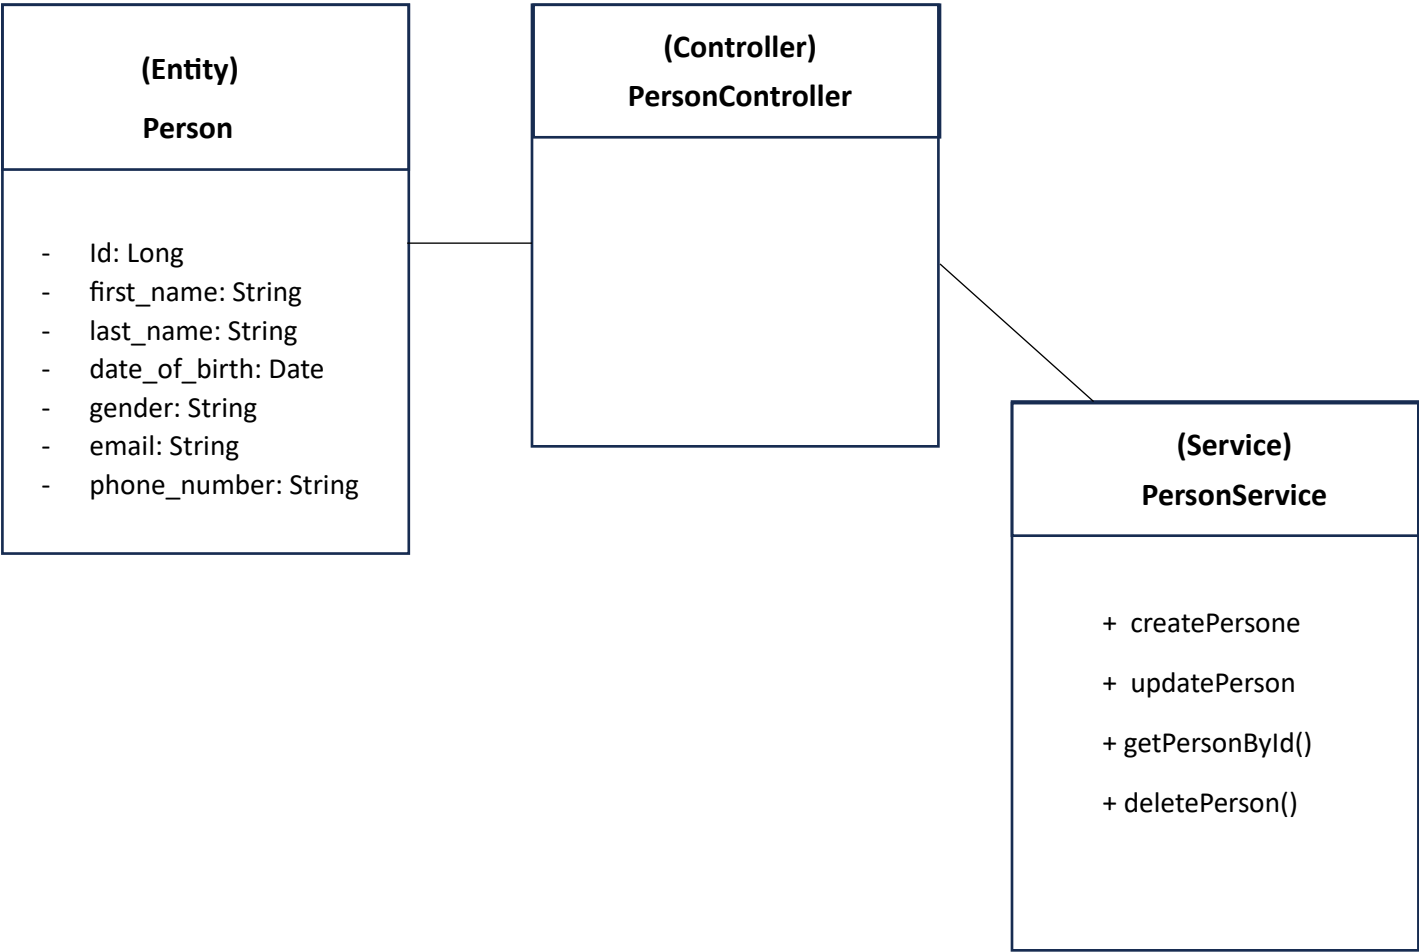 (Entity)
Person
- Id: Long
- first_name: String
- last_name: String
- date_of_birth: Date
- gender: String
- email: String
- phone_number: String
(Controller)
PersonController
(Service)
PersonService
+ createPersone
+ updatePerson
+ getPersonById()
+ deletePerson()